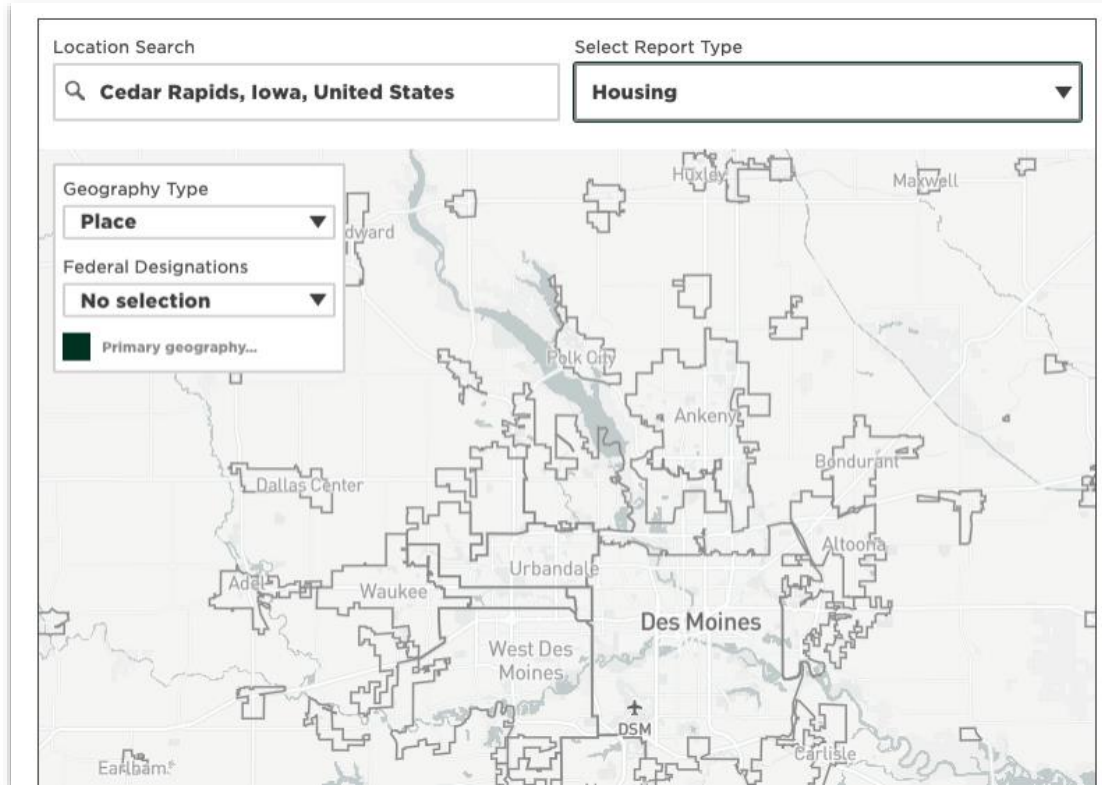 Location Search
Select Report Type
Cedar Rapids, Iowa, United States
Housing
Geography Type
Place
Federal Designations
No selection
Primary geography...
Huxley
Maxwell
dward
Polk City
Ankeny
Bondurant
Dallas Center
Altoona
Urbandale
Adel
Waukee
Des Moines
West Des
Moines
DSM
Carlisle
Earlham